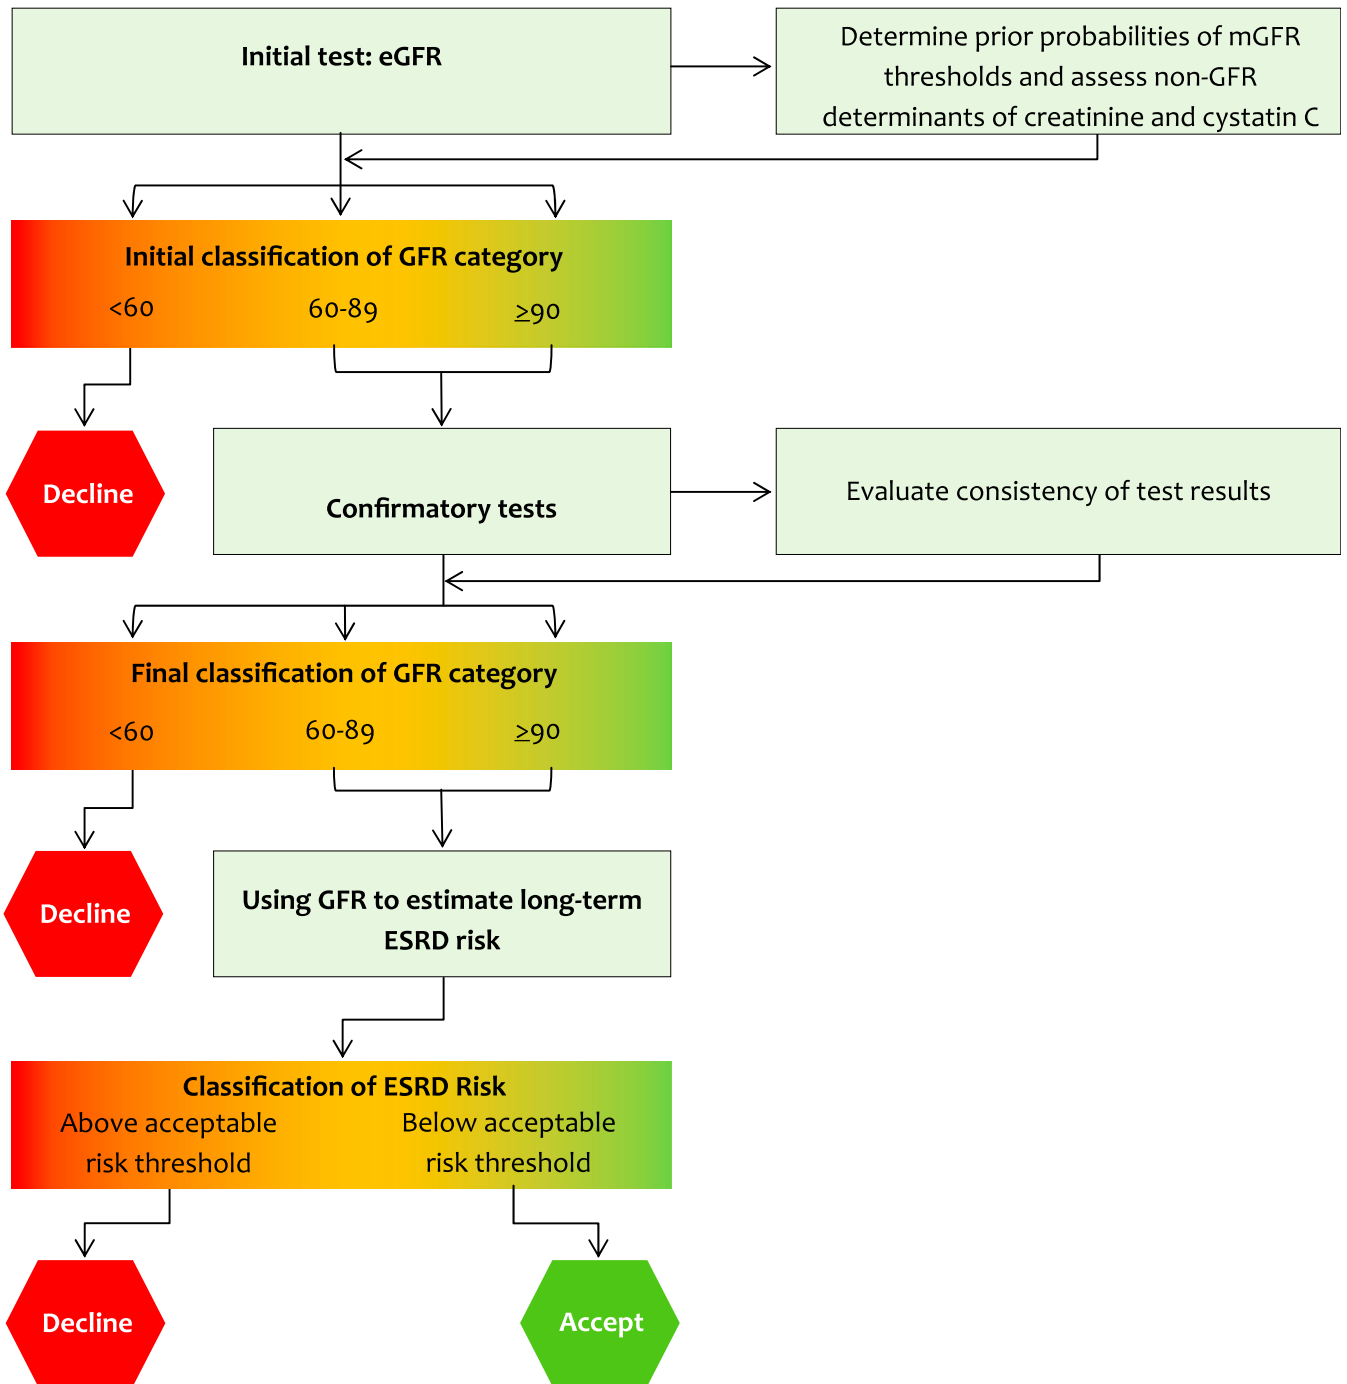 Initial test: eGFR
Determine prior probabilities of mGFR
thresholds and assess non-GFR
determinants of creatinine and cystatin C
Initial classification of GFR category
<60
60-89
≥90
Decline
Confirmatory tests
Evaluate consistency of test results
Final classification of GFR category
<60
60-89
≥90
Decline
Using GFR to estimate long-term
ESRD risk
Classification of ESRD Risk
Above acceptable
risk threshold
Below acceptable
risk threshold
Decline
Accept